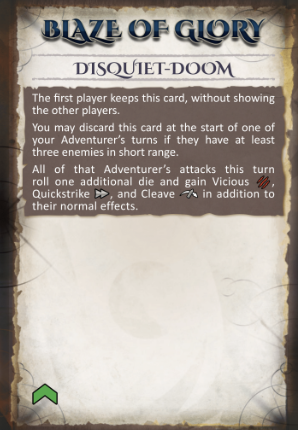 BLAZE OF GLORY
DISQUIET-DOOM
The first player keeps this card, without showing
the other players.
You may discard this card at the start of one of
your Adventurer's turns if they have at least
three enemies in short range.
All of that Adventurer's attacks this turn
roll one additional die and gain Vicious ,
Quickstrike , and Cleave in addition to
their normal effects.